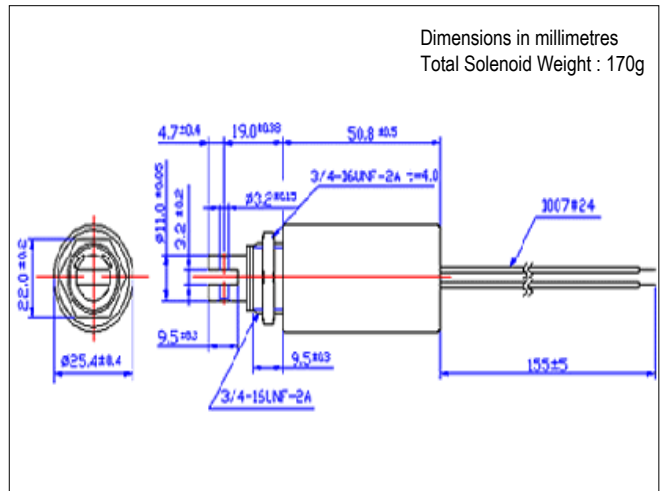 Dimensions in millimetres
Total Solenoid Weight : 170g
4.7±0.4
19.0±0.38
50.8 ±0.5
3/4-16UNF-2A τ=4.0
Ø3.2±0.15
1007#24
Ø11.0 ±0.05
3.2 ±0.2
22.0 ±0.2
9.5±0.3
9.5±0.3
Ø25.4±0.4
155±5
3/4-16UNF-2A